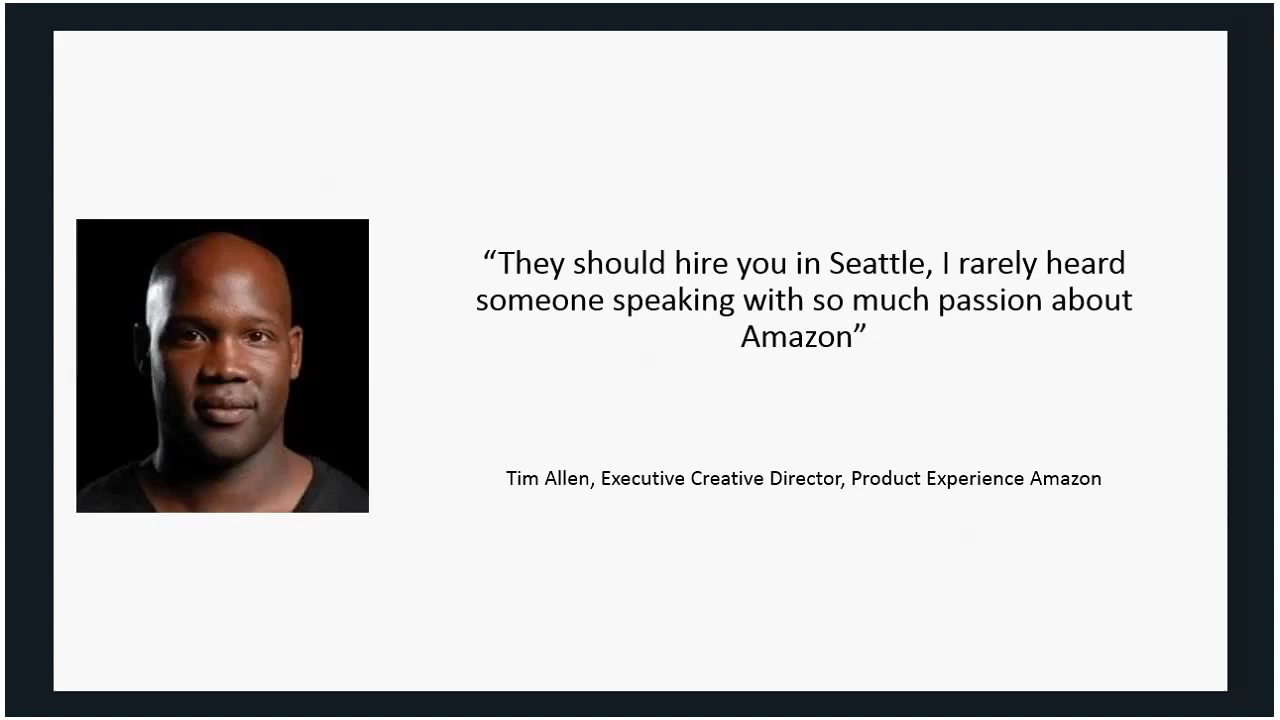 “They should hire you in Seattle, I rarely heard
someone speaking with so much passion about
Amazon”
Tim Allen, Executive Creative Director, Product Experience Amazon